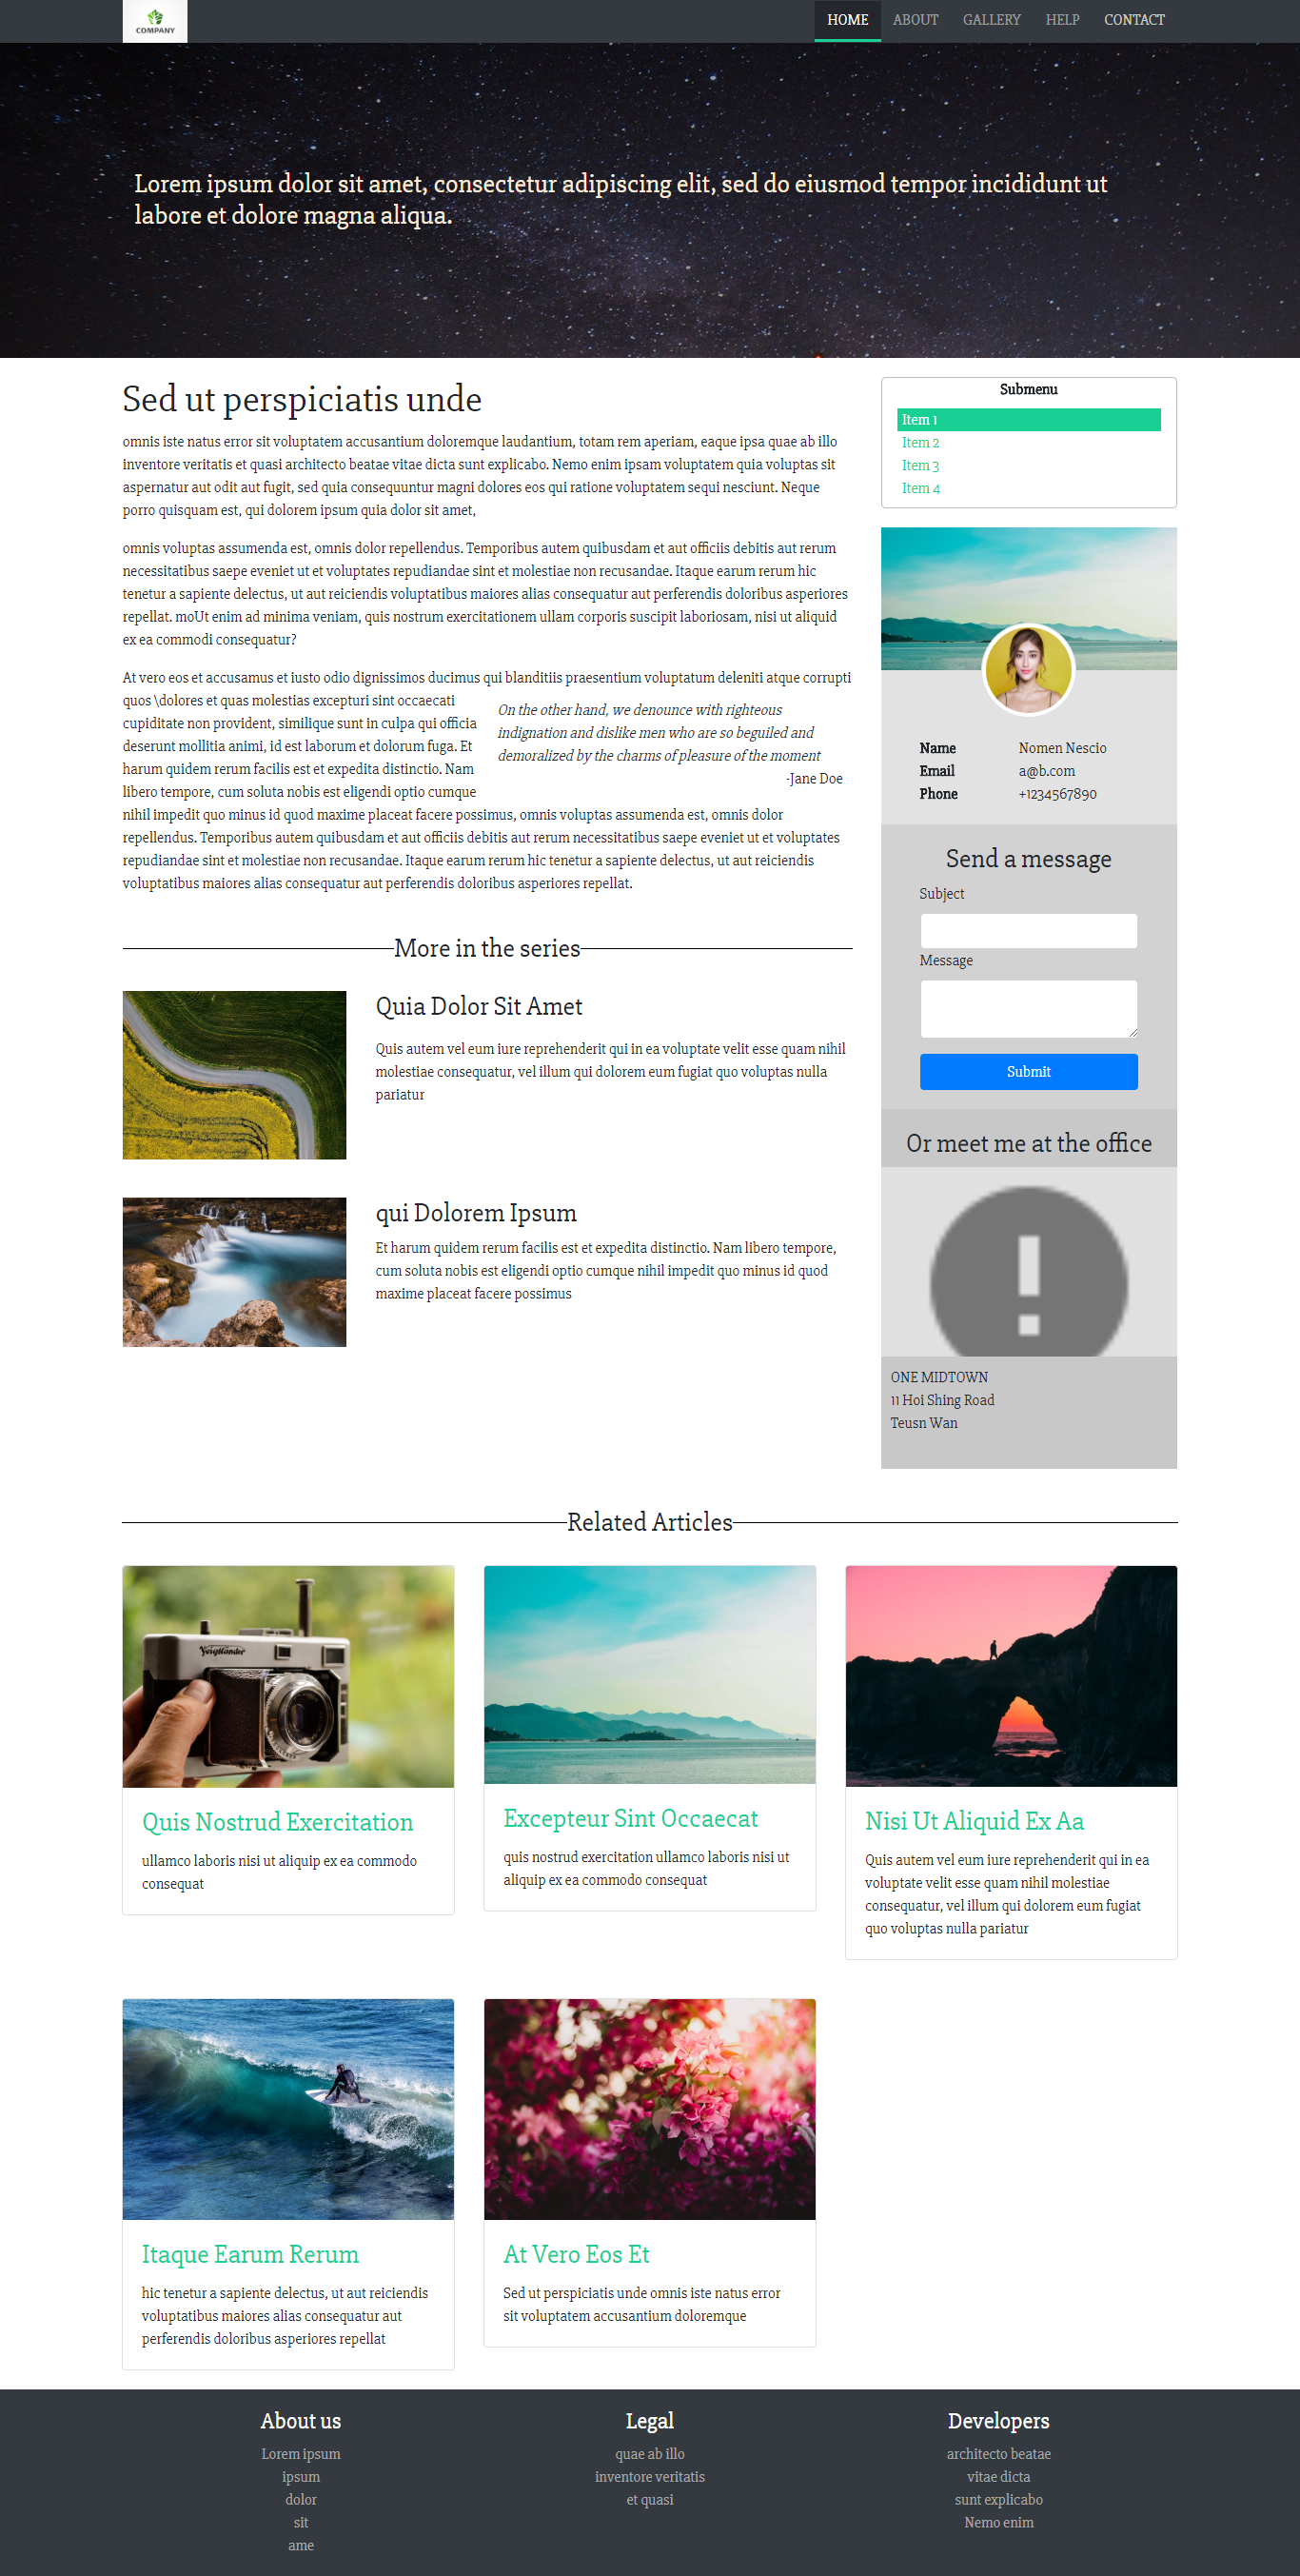 COMPANY
HOME ABOUT GALLERY HELP CONTACT
Lorem ipsum dolor sit amet, consectetur adipiscing elit, sed do eiusmod tempor incididunt ut
labore et dolore magna aliqua.
Sed ut perspiciatis unde
omnis iste natus error sit voluptatem accusantium doloremque laudantium, totam rem aperiam, eaque ipsa quae ab illo
inventore veritatis et quasi architecto beatae vitae dicta sunt explicabo. Nemo enim ipsam voluptatem quia voluptas sit
aspernatur aut odit aut fugit, sed quia consequuntur magni dolores eos qui ratione voluptatem sequi nesciunt. Neque
porro quisquam est, qui dolorem ipsum quia dolor sit amet,
omnis voluptas assumenda est, omnis dolor repellendus. Temporibus autem quibusdam et aut officiis debitis aut rerum
necessitatibus saepe eveniet ut et voluptates repudiandae sint et molestiae non recusandae. Itaque earum rerum hic
tenetur a sapiente delectus, ut aut reiciendis voluptatibus maiores alias consequatur aut perferendis doloribus asperiores
repellat. moUt enim ad minima veniam, quis nostrum exercitationem ullam corporis suscipit laboriosam, nisi ut aliquid
ex ea commodi consequatur?
At vero eos et accusamus et iusto odio dignissimos ducimus qui blanditiis praesentium voluptatum deleniti atque corrupti
quos \dolores et quas molestias excepturi sint occaecati
cupiditate non provident, similique sunt in culpa qui officia
deserunt mollitia animi, id est laborum et dolorum fuga. Et
harum quidem rerum facilis est et expedita distinctio. Nam
libero tempore, cum soluta nobis est eligendi optio cumque
nihil impedit quo minus id quod maxime placeat facere possimus, omnis voluptas assumenda est, omnis dolor
repellendus. Temporibus autem quibusdam et aut officiis debitis aut rerum necessitatibus saepe eveniet ut et voluptates
repudiandae sint et molestiae non recusandae. Itaque earum rerum hic tenetur a sapiente delectus, ut aut reiciendis
voluptatibus maiores alias consequatur aut perferendis doloribus asperiores repellat.
On the other hand, we denounce with righteous
indignation and dislike men who are so beguiled and
demoralized by the charms of pleasure of the moment
-Jane Doe
More in the series
Quia Dolor Sit Amet
Quis autem vel eum iure reprehenderit qui in ea voluptate velit esse quam nihil
molestiae consequatur, vel illum qui dolorem eum fugiat quo voluptas nulla
pariatur
qui Dolorem Ipsum
Et harum quidem rerum facilis est et expedita distinctio. Nam libero tempore,
cum soluta nobis est eligendi optio cumque nihil impedit quo minus id quod
maxime placeat facere possimus
Submenu
Item 1
Item 2
Item 3
Item 4
Name Nomen Nescio
Email a@b.com
Phone +1234567890
Send a message
Subject
Message
Submit
Or meet me at the office
ONE MIDTOWN
11 Hoi Shing Road
Teusn Wan
Related Articles
Voigtländer
Quis Nostrud Exercitation
ullamco laboris nisi ut aliquip ex ea commodo
consequat
Excepteur Sint Occaecat
quis nostrud exercitation ullamco laboris nisi ut
aliquip ex ea commodo consequat
Nisi Ut Aliquid Ex Aa
Quis autem vel eum iure reprehenderit qui in ea
voluptate velit esse quam nihil molestiae
consequatur, vel illum qui dolorem eum fugiat
quo voluptas nulla pariatur
Itaque Earum Rerum
hic tenetur a sapiente delectus, ut aut reiciendis
voluptatibus maiores alias consequatur aut
perferendis doloribus asperiores repellat
At Vero Eos Et
Sed ut perspiciatis unde omnis iste natus error
sit voluptatem accusantium doloremque
About us
Lorem ipsum
ipsum
dolor
sit
ame
Legal
quae ab illo
inventore veritatis
et quasi
Developers
architecto beatae
vitae dicta
sunt explicabo
Nemo enim